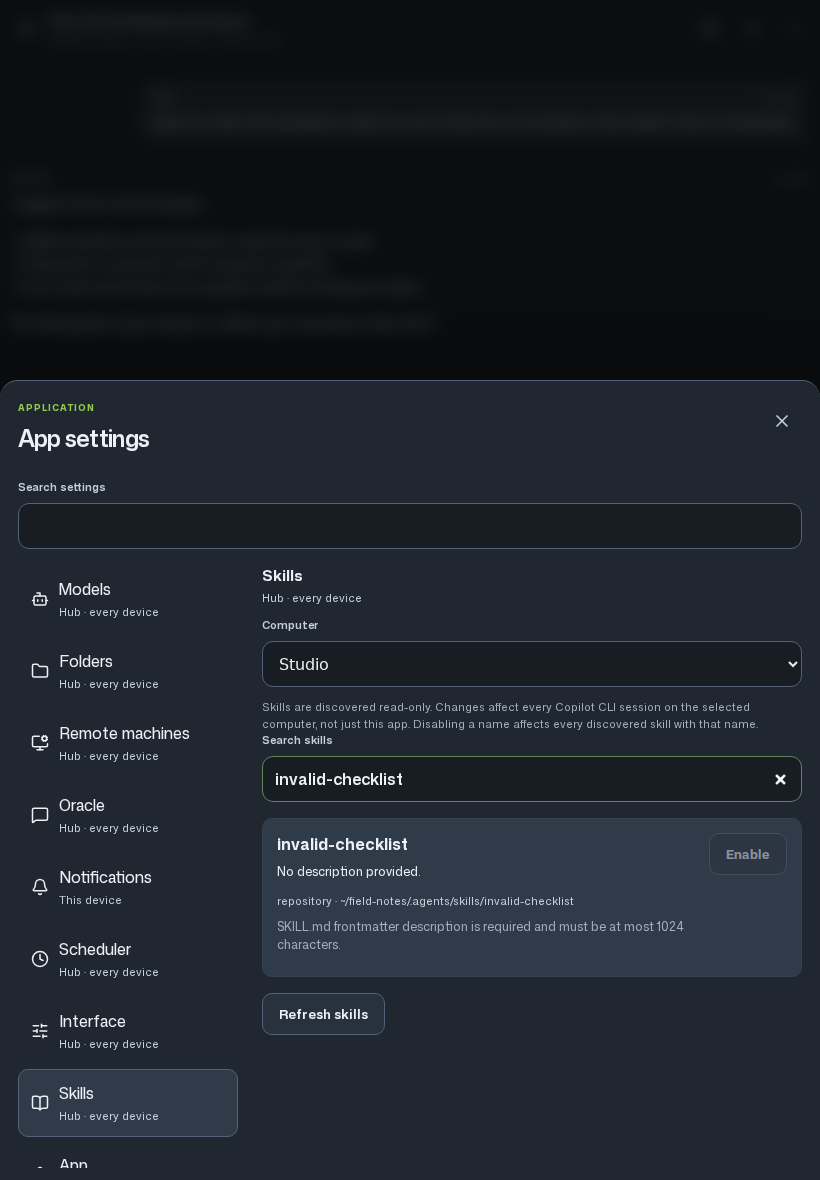 APPLICATION
App settings
Search settings
Models
Hub · every device
Folders
Hub · every device
Remote machines
Hub · every device
Oracle
Hub · every device
Notifications
This device
Scheduler
Hub · every device
Interface
Hub · every device
Skills
Hub · every device
App
Skills
Hub · every device
Computer
Studio
Skills are discovered read-only. Changes affect every Copilot CLI session on the selected
computer, not just this app. Disabling a name affects every discovered skill with that name.
Search skills
invalid-checklist
invalid-checklist
Enable
No description provided.
repository · ~/field-notes/.agents/skills/invalid-checklist
SKILL.md frontmatter description is required and must be at most 1024
characters.
Refresh skills